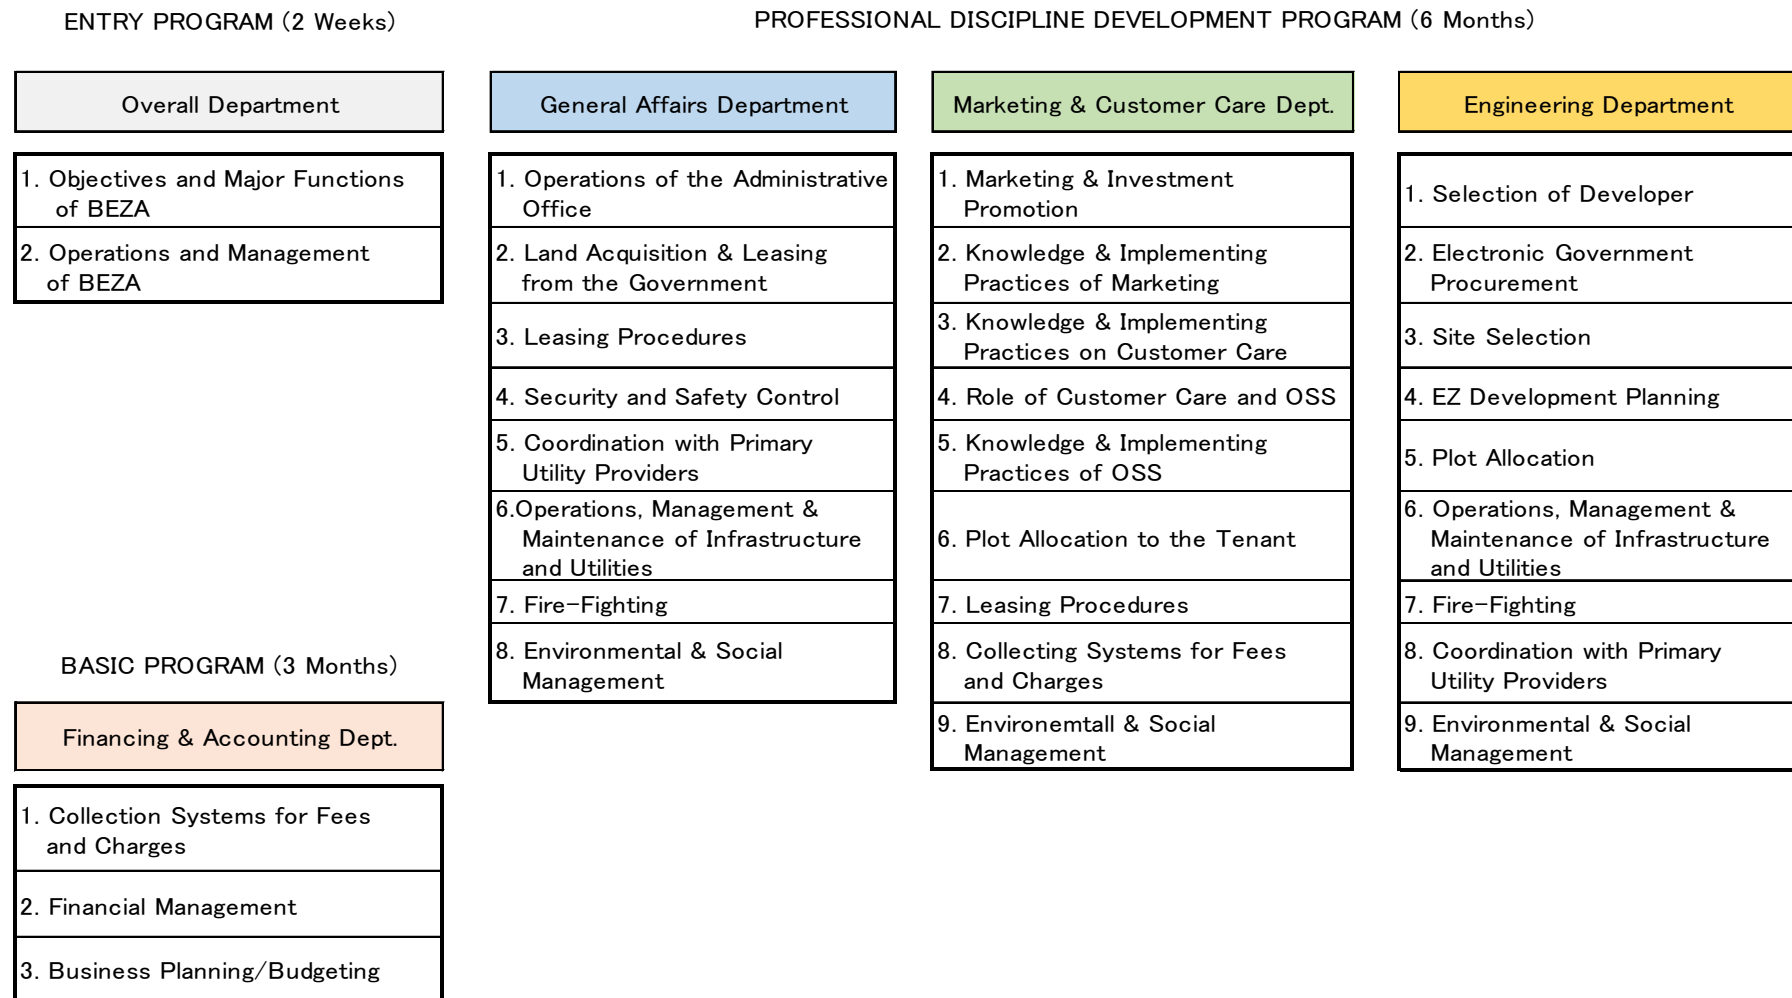 ENTRY PROGRAM (2 Weeks)
Overall Department
1. Objectives and Major Functions
of BEZA
2. Operations and Management
of BEZA
BASIC PROGRAM (3 Months)
Financing & Accounting Dept.
1. Collection Systems for Fees
and Charges
2. Financial Management
3. Business Planning/Budgeting
PROFESSIONAL DISCIPLINE DEVELOPMENT PROGRAM (6 Months)
General Affairs Department
1. Operations of the Administrative
Office
2. Land Acquisition & Leasing
from the Government
3. Leasing Procedures
4. Security and Safety Control
5. Coordination with Primary
Utility Providers
6.Operations, Management &
Maintenance of Infrastructure
and Utilities
7. Fire-Fighting
8. Environmental & Social
Management
Marketing & Customer Care Dept.
1. Marketing & Investment
Promotion
2. Knowledge & Implementing
Practices of Marketing
3. Knowledge & Implementing
Practices on Customer Care
4. Role of Customer Care and OSS
5. Knowledge & Implementing
Practices of OSS
6. Plot Allocation to the Tenant
7. Leasing Procedures
8. Collecting Systems for Fees
and Charges
9. Environemtall & Social
Management
Engineering Department
1. Selection of Developer
2. Electronic Government
Procurement
3. Site Selection
4. EZ Development Planning
5. Plot Allocation
6. Operations, Management &
Maintenance of Infrastructure
and Utilities
7. Fire-Fighting
8. Coordination with Primary
Utility Providers
9. Environmental & Social
Management